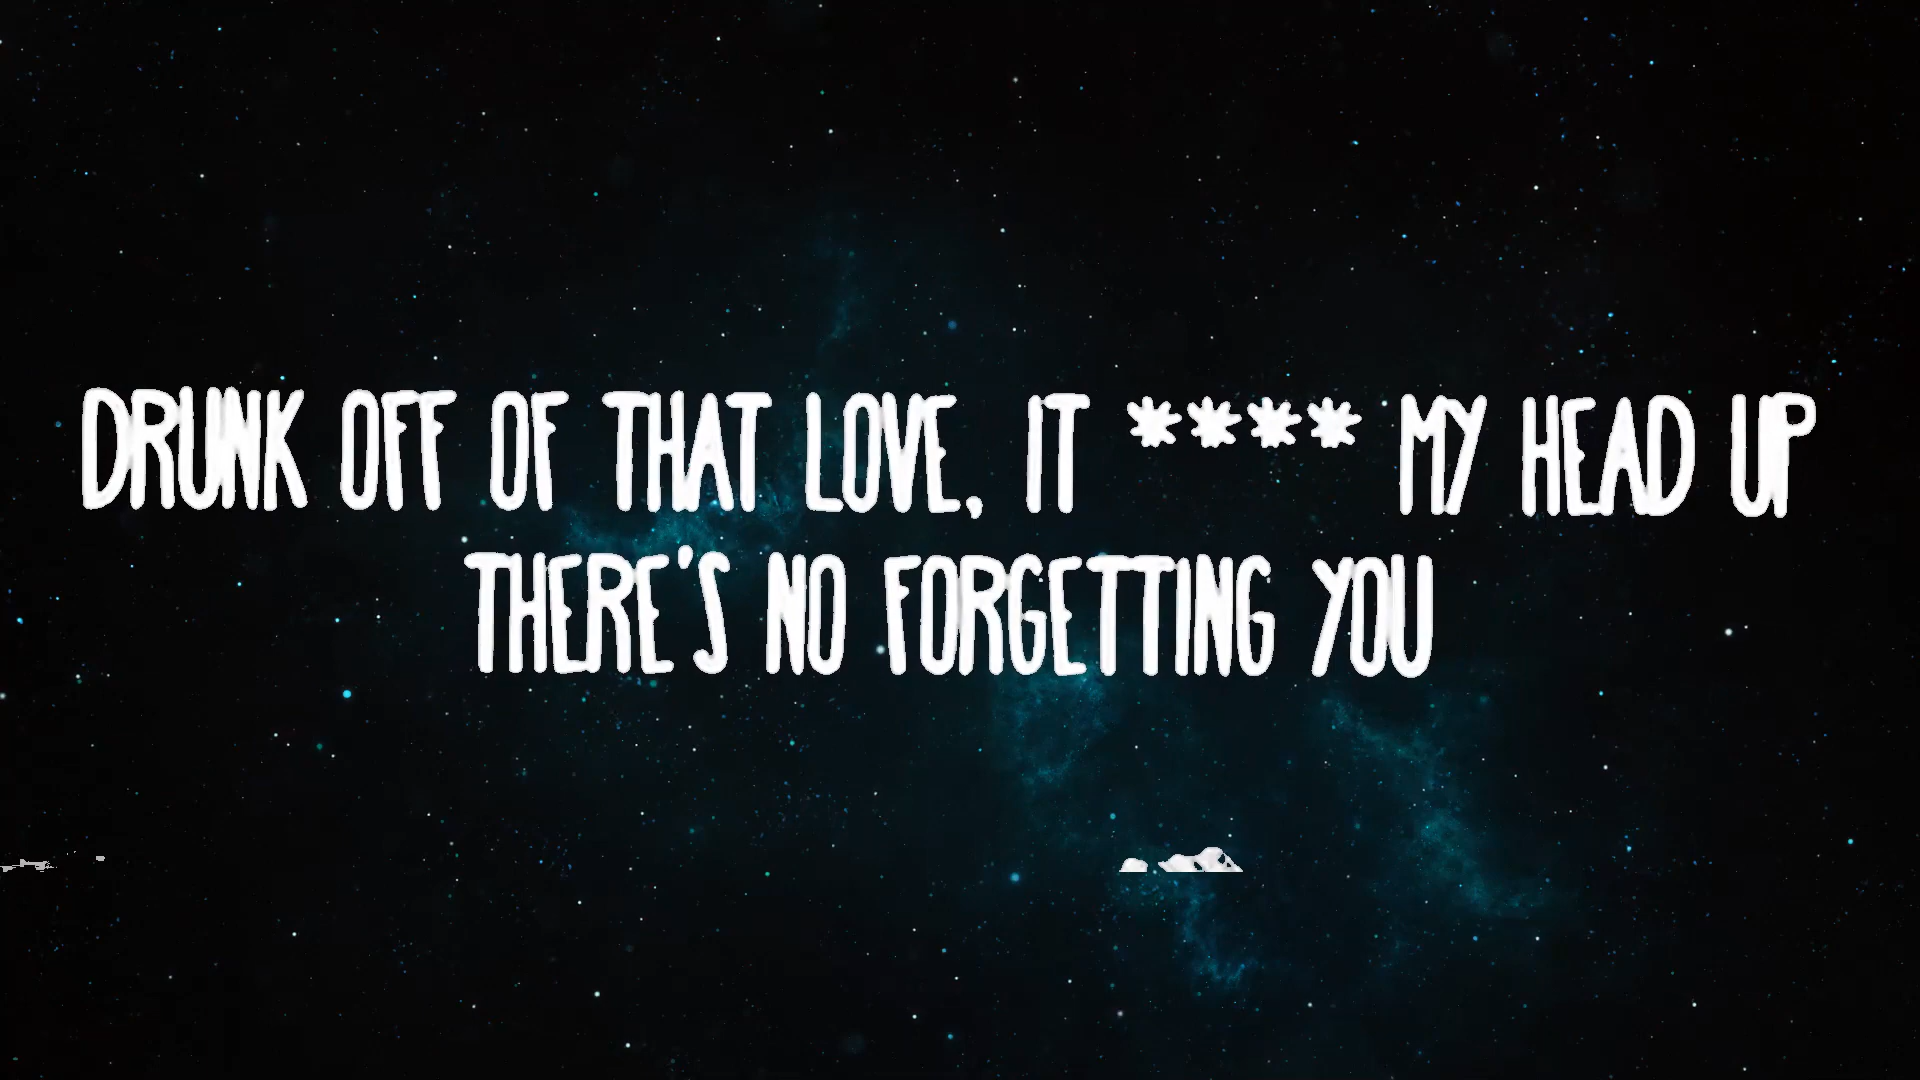 DRUNK OFF OF THAT LOVE, IT **** MY HEAD UP
THERE'S NO FORGETTING YOU